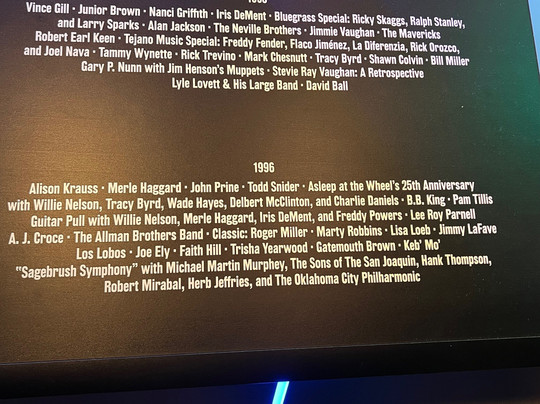 Vince Gill · Junior Brown · Nanci Griffith · Iris DeMent · Bluegrass Special: Ricky Skaggs, Ralph Stanley,
and Larry Sparks · Alan Jackson · The Neville Brothers · Jimmie Vaughan · The Mavericks
Robert Earl Keen · Tejano Music Special: Freddy Fender, Flaco Jiménez, La Diferenzia, Rick Orozco,
and Joel Nava · Tammy Wynette · Rick Trevino · Mark Chesnutt · Tracy Byrd · Shawn Colvin · Bill Miller
Gary P. Nunn with Jim Henson's Muppets · Stevie Ray Vaughan: A Retrospective
Lyle Lovett & His Large Band · David Ball
1996
Alison Krauss · Merle Haggard · John Prine · Todd Snider · Asleep at the Wheel's 25th Anniversary
with Willie Nelson, Tracy Byrd, Wade Hayes, Delbert McClinton, and Charlie Daniels · B.B. King · Pam Tillis
Guitar Pull with Willie Nelson, Merle Haggard, Iris DeMent, and Freddy Powers · Lee Roy Parnell
A. J. Croce · The Allman Brothers Band · Classic: Roger Miller · Marty Robbins · Lisa Loeb · Jimmy LaFave
Los Lobos · Joe Ely · Faith Hill · Trisha Yearwood · Gatemouth Brown · Keb' Mo'
"Sagebrush Symphony" with Michael Martin Murphey, The Sons of The San Joaquin, Hank Thompson,
Robert Mirabal, Herb Jeffries, and The Oklahoma City Philharmonic